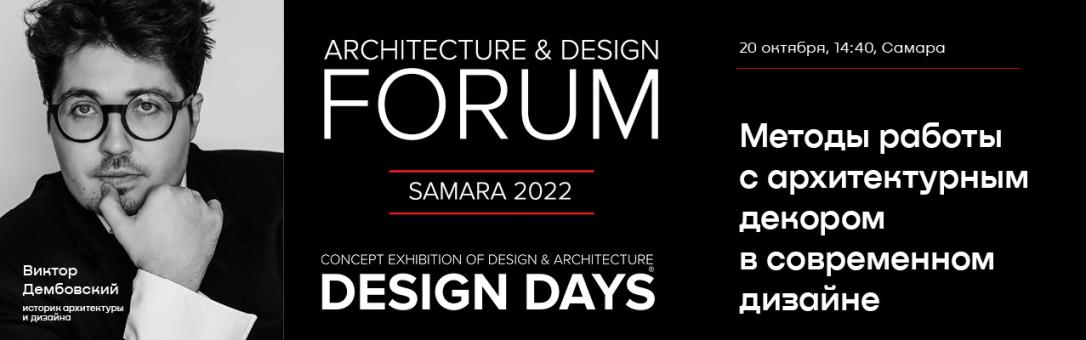 Виктор
Дембовский
историк архитектуры
и дизайна
ARCHITECTURE & DESIGN
FORUM
SAMARA 2022
CONCEPT EXHIBITION OF DESIGN & ARCHITECTURE
DESIGN DAYS®
20 октября, 14:40, Самара
Методы работы
с архитектурным
декором
в современном
дизайне